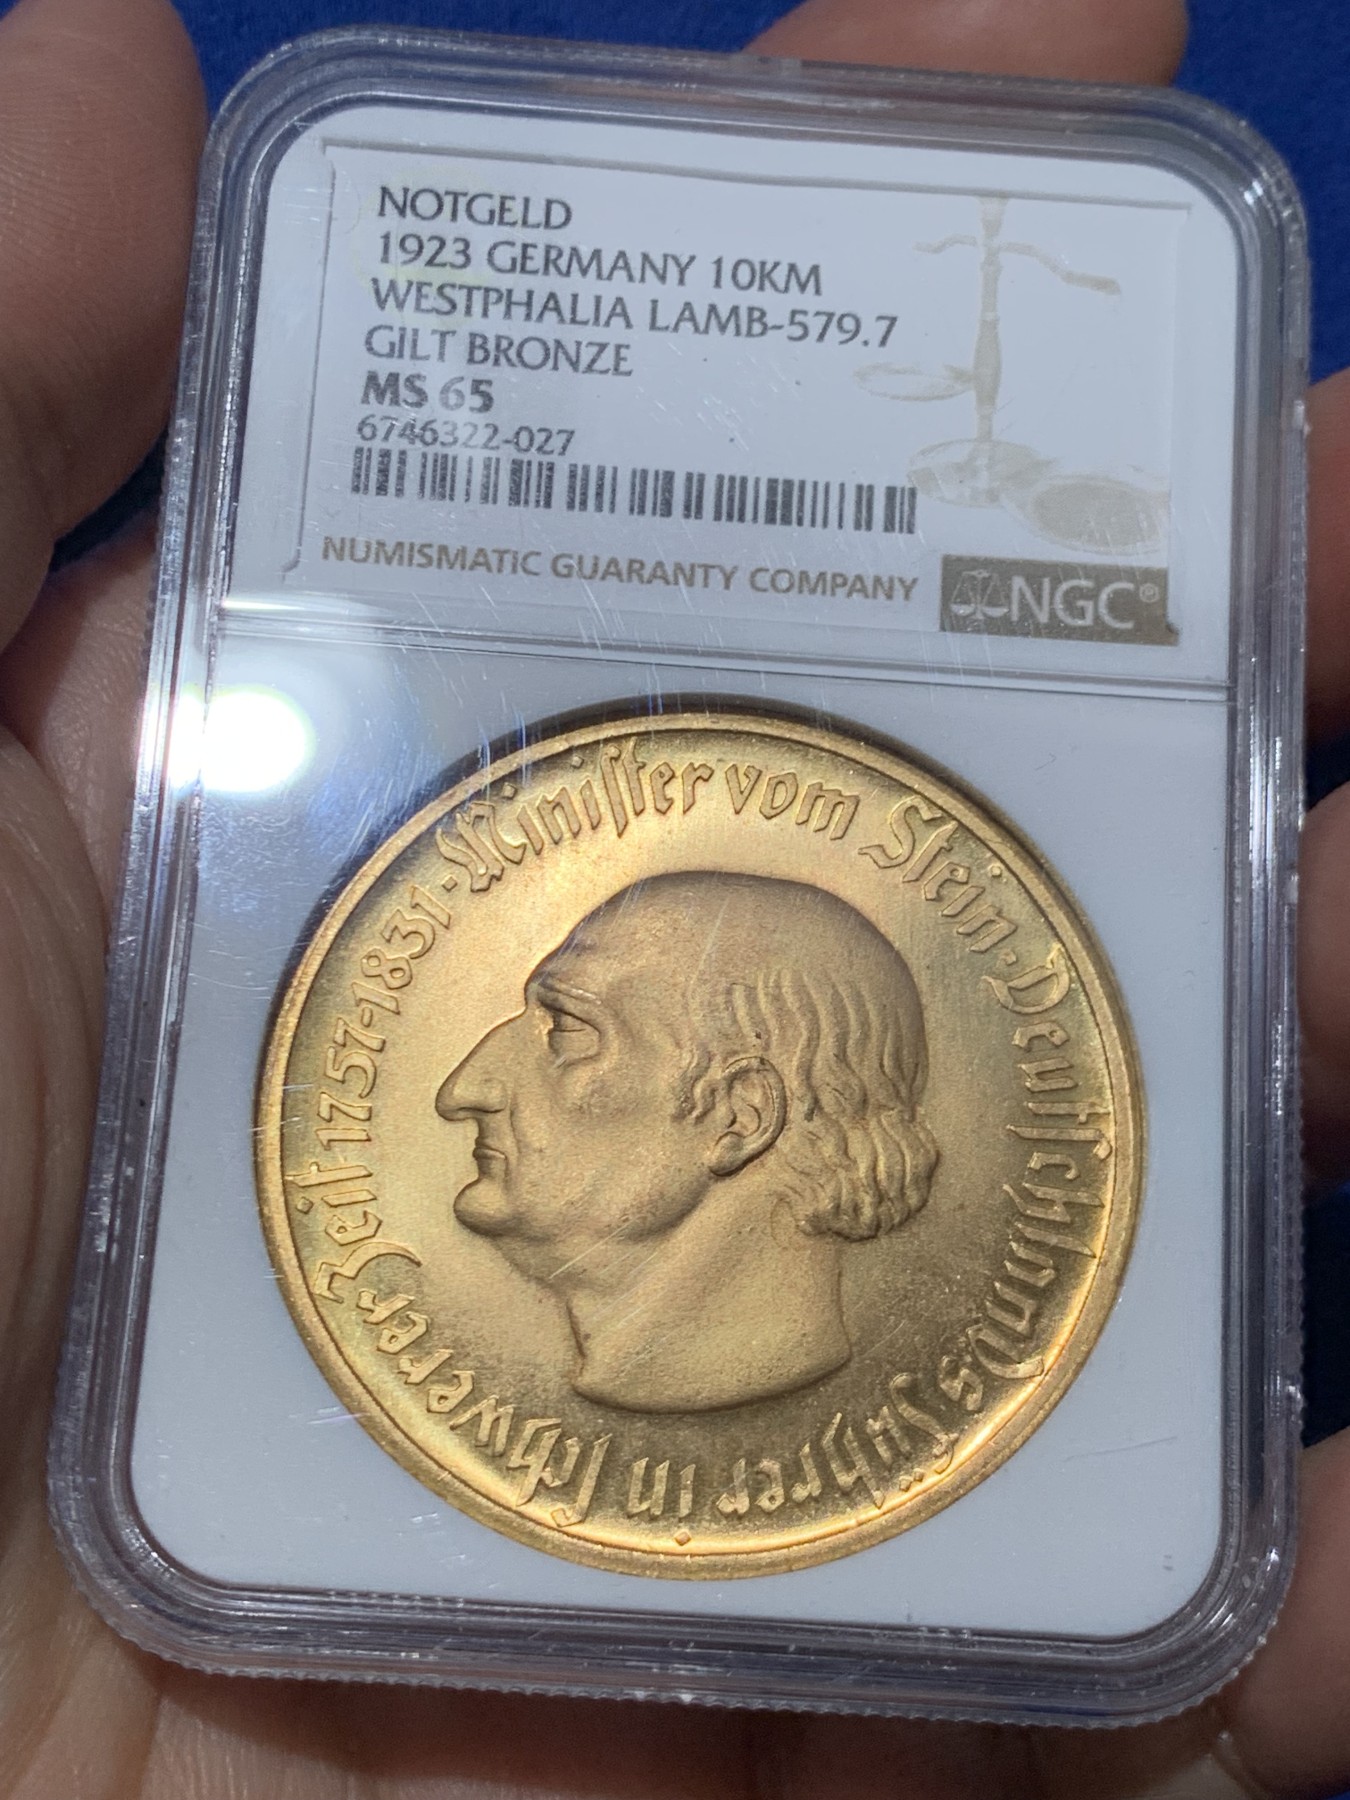 NOTGELD
1923 GERMANY 10KM
WESTPHALIA LAMB-579.7
GILT BRONZE
MS 65
6746322-027
NUMISMATIC GUARANTY COMPANY
NGC®
Minister vom Stein · Deutschlands Führer in schwerer Zeit 1757-1831 ·